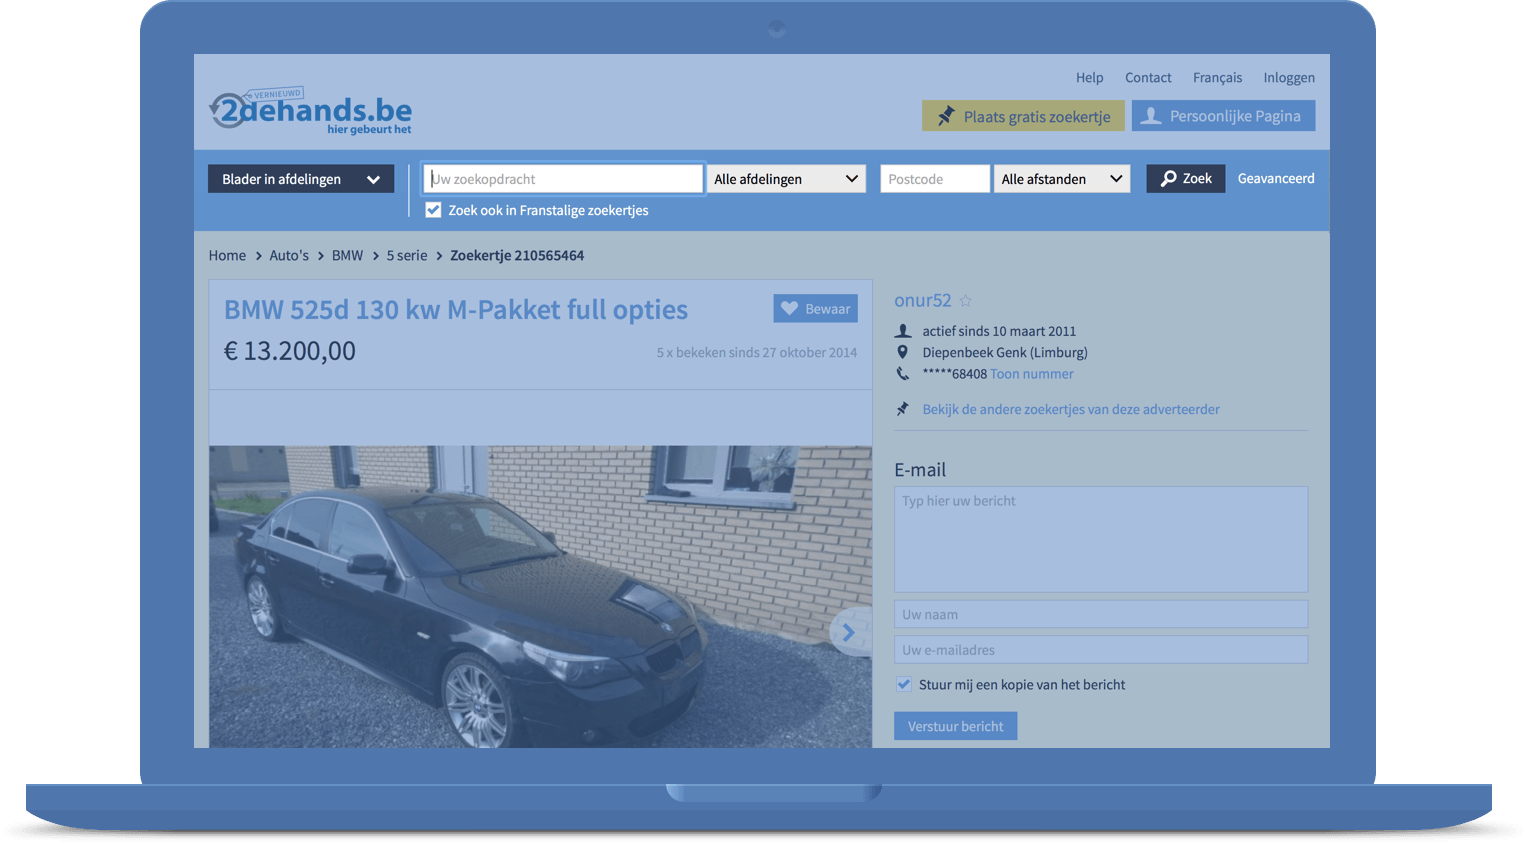 Help Contact Français Inloggen
VERNIEUWD
2dehands.be
hier gebeurt het
Plaats gratis zoekertje Persoonlijke Pagina
Blader in afdelingen Uw zoekopdracht Alle afdelingen Postcode Alle afstanden Zoek Geavanceerd
Zoek ook in Franstalige zoekertjes
Home > Auto's > BMW > 5 serie > Zoekertje 210565464
BMW 525d 130 kw M-Pakket full opties
Bewaar
€ 13.200,00
5 x bekeken sinds 27 oktober 2014
onur52
actief sinds 10 maart 2011
Diepenbeek Genk (Limburg)
*****68408 Toon nummer
Bekijk de andere zoekertjes van deze adverteerder
E-mail
Typ hier uw bericht
Uw naam
Uw e-mailadres
Stuur mij een kopie van het bericht
Verstuur bericht